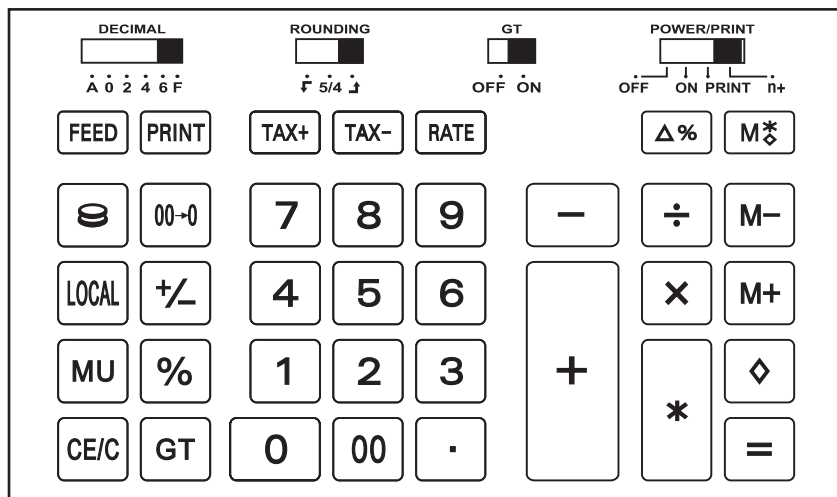 DECIMAL ROUNDING GT POWER/PRINT
A 0 2 4 6 F 5/4 OFF ON OFF ON PRINT n+
FEED PRINT TAX+ TAX- RATE Δ% M*◇
00→0 7 8 9 − ÷ M−
LOCAL +/− 4 5 6 × M+
MU % 1 2 3 + * ◇
CE/C GT 0 00 . =